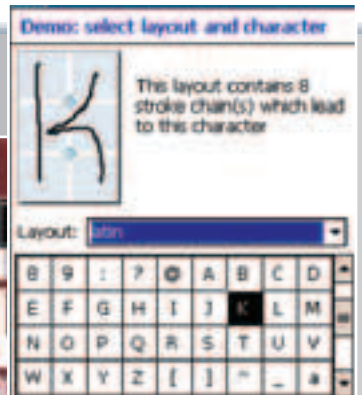 Demo: select layout and character
K
This layout contains 8
stroke chain(s) which lead
to this character
Layout: latin
8 9 : ? @ A B C D
E F G H I J K L M
N O P Q R S T U V
W X Y Z [ ] ^ _ a